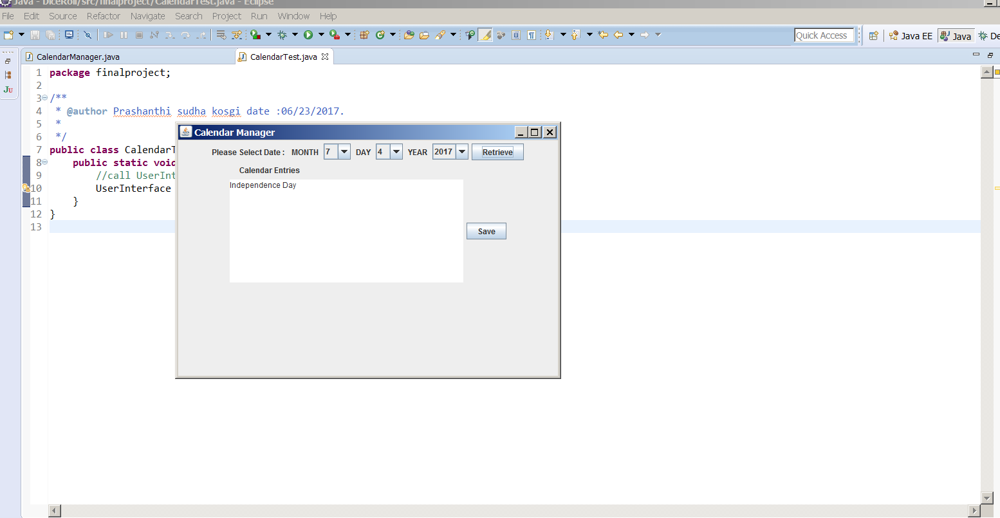 Java - DiceRoll/src/finalproject/CalendarTest.java - Eclipse
File Edit Source Refactor Navigate Search Project Run Window Help
Quick Access Java EE Java De
CalendarManager.java CalendarTest.java
1 package finalproject;
2
3 /**
4 * @author Prashanthi sudha kosgi date :06/23/2017.
5 *
6 */
7 public class CalendarT
8 public static void
9 //call UserInt
10 UserInterface
11 }
12 }
13
Ju
Calendar Manager
Please Select Date : MONTH 7 DAY 4 YEAR 2017 Retrieve
Calendar Entries
Independence Day
Save